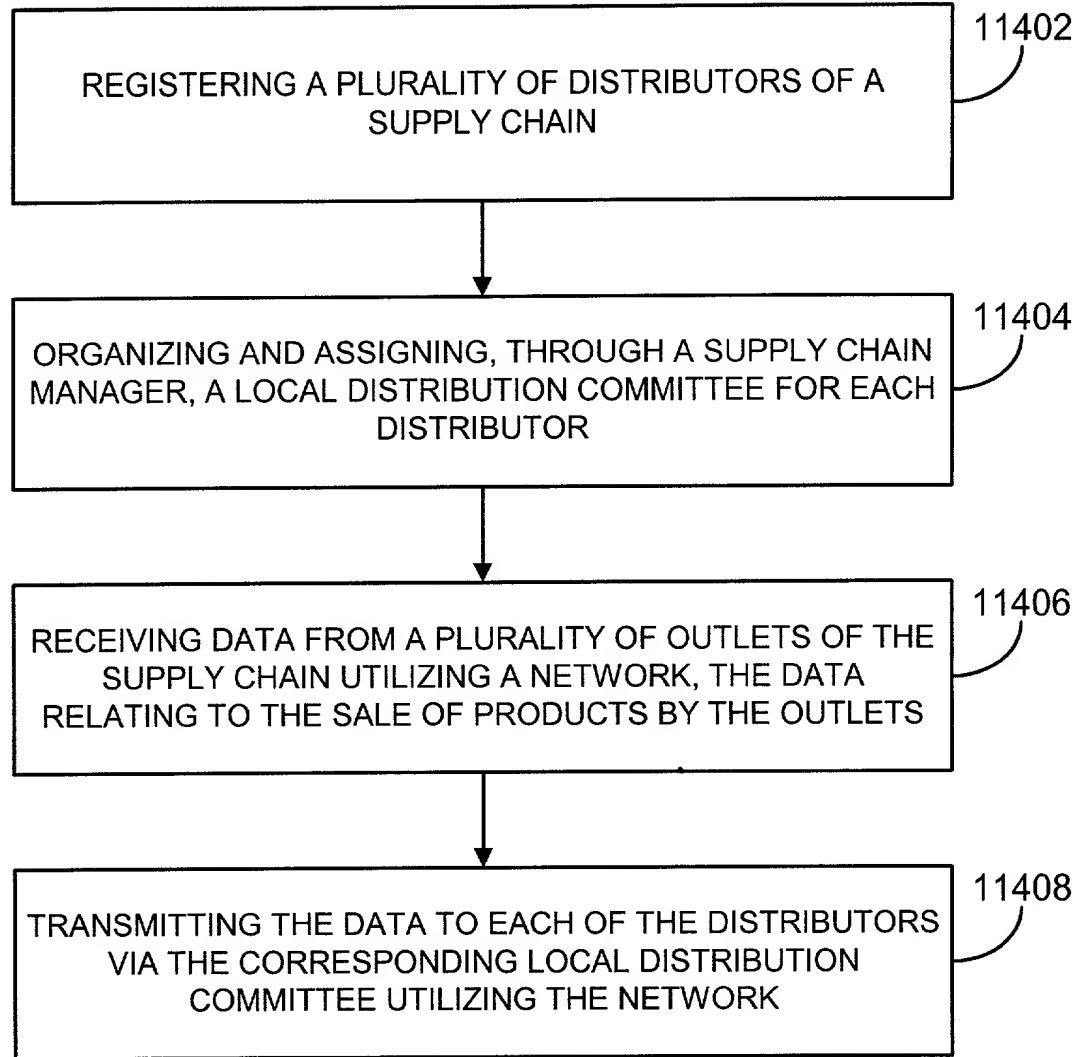 11402
REGISTERING A PLURALITY OF DISTRIBUTORS OF A
SUPPLY CHAIN
11404
ORGANIZING AND ASSIGNING, THROUGH A SUPPLY CHAIN
MANAGER, A LOCAL DISTRIBUTION COMMITTEE FOR EACH
DISTRIBUTOR
11406
RECEIVING DATA FROM A PLURALITY OF OUTLETS OF THE
SUPPLY CHAIN UTILIZING A NETWORK, THE DATA
RELATING TO THE SALE OF PRODUCTS BY THE OUTLETS
11408
TRANSMITTING THE DATA TO EACH OF THE DISTRIBUTORS
VIA THE CORRESPONDING LOCAL DISTRIBUTION
COMMITTEE UTILIZING THE NETWORK